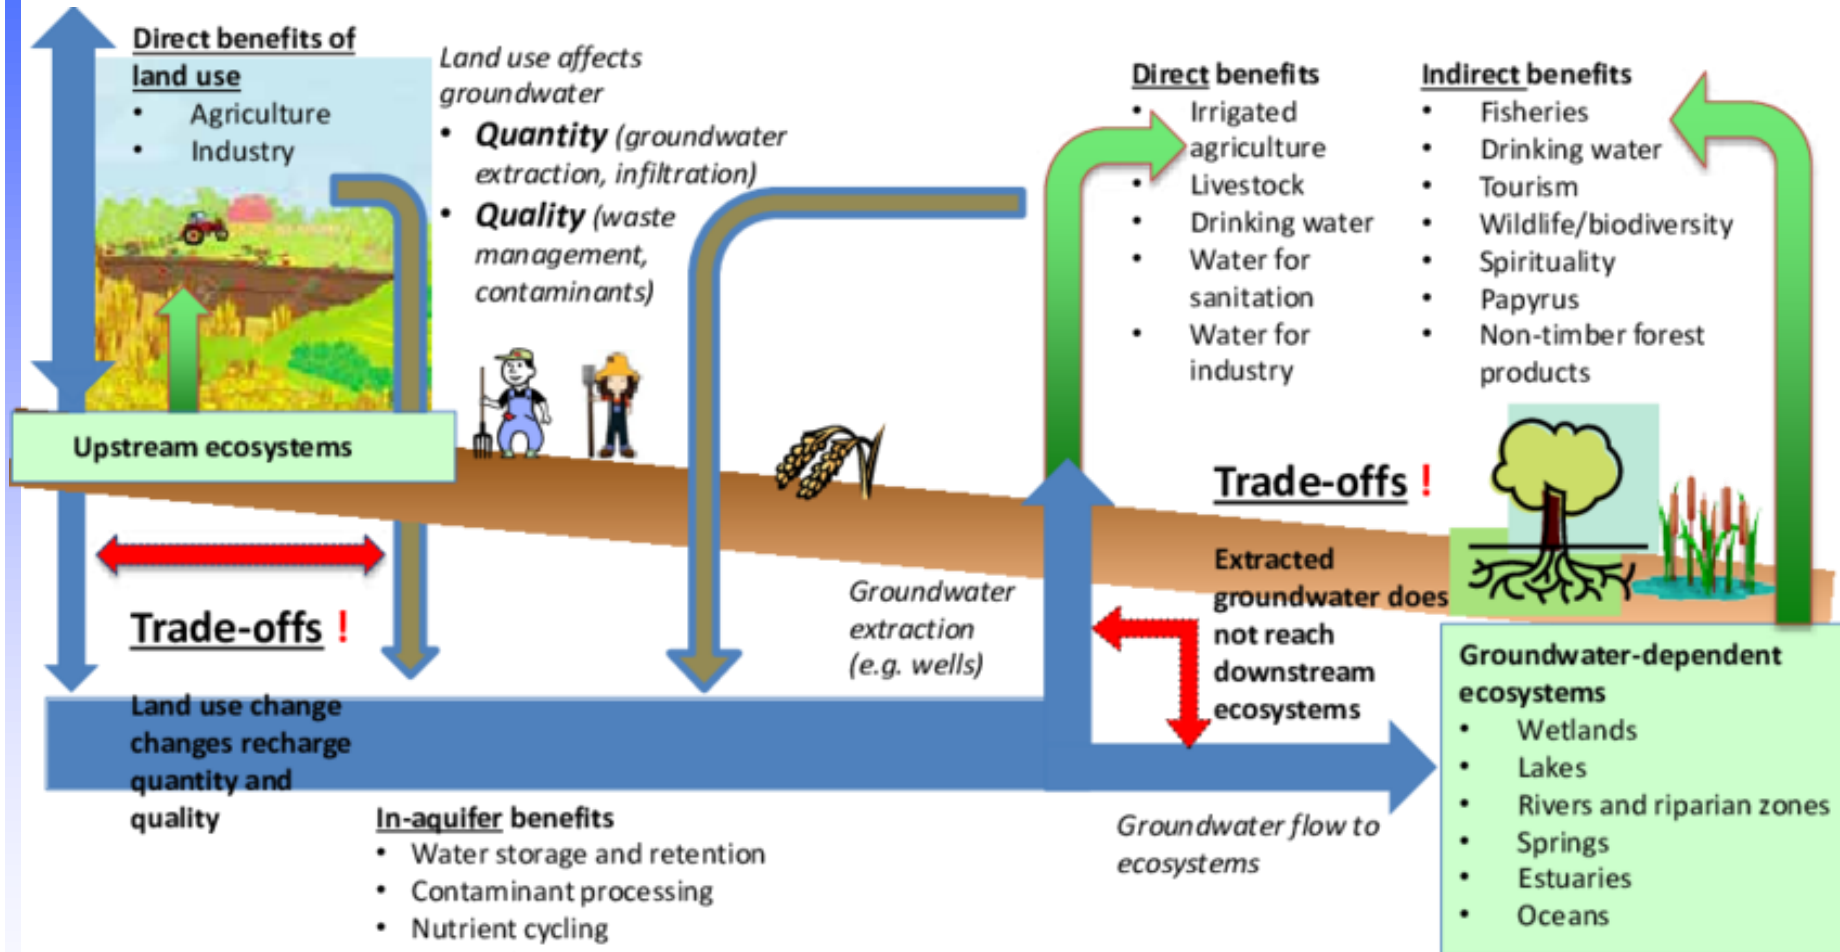 Direct benefits of
land use
• Agriculture
• Industry
Land use affects
groundwater
• Quantity (groundwater
extraction, infiltration)
• Quality (waste
management,
contaminants)
Direct benefits
• Irrigated
agriculture
• Livestock
• Drinking water
• Water for
sanitation
• Water for
industry
Indirect benefits
• Fisheries
• Drinking water
• Tourism
• Wildlife/biodiversity
• Spirituality
• Papyrus
• Non-timber forest
products
Upstream ecosystems
Trade-offs !
Land use change
changes recharge
quantity and
quality
Groundwater
extraction
(e.g. wells)
Trade-offs !
Extracted
groundwater does
not reach
downstream
ecosystems
In-aquifer benefits
• Water storage and retention
• Contaminant processing
• Nutrient cycling
Groundwater flow to
ecosystems
Groundwater-dependent
ecosystems
• Wetlands
• Lakes
• Rivers and riparian zones
• Springs
• Estuaries
• Oceans